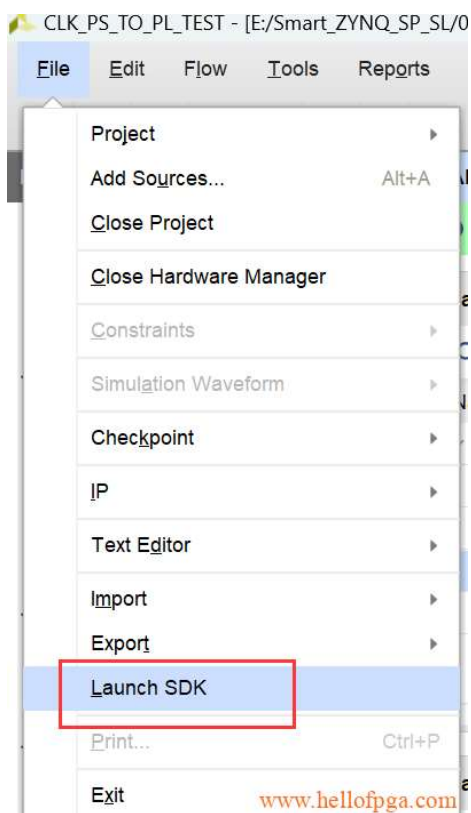 CLK_PS_TO_PL_TEST - [E:/Smart_ZYNQ_SP_SL/0
File Edit Flow Tools Reports
Project
Add Sources... Alt+A
Close Project
Close Hardware Manager
Constraints
Simulation Waveform
Checkpoint
IP
Text Editor
Import
Export
Launch SDK
Print... Ctrl+P
Exit
www.hellofpga.com